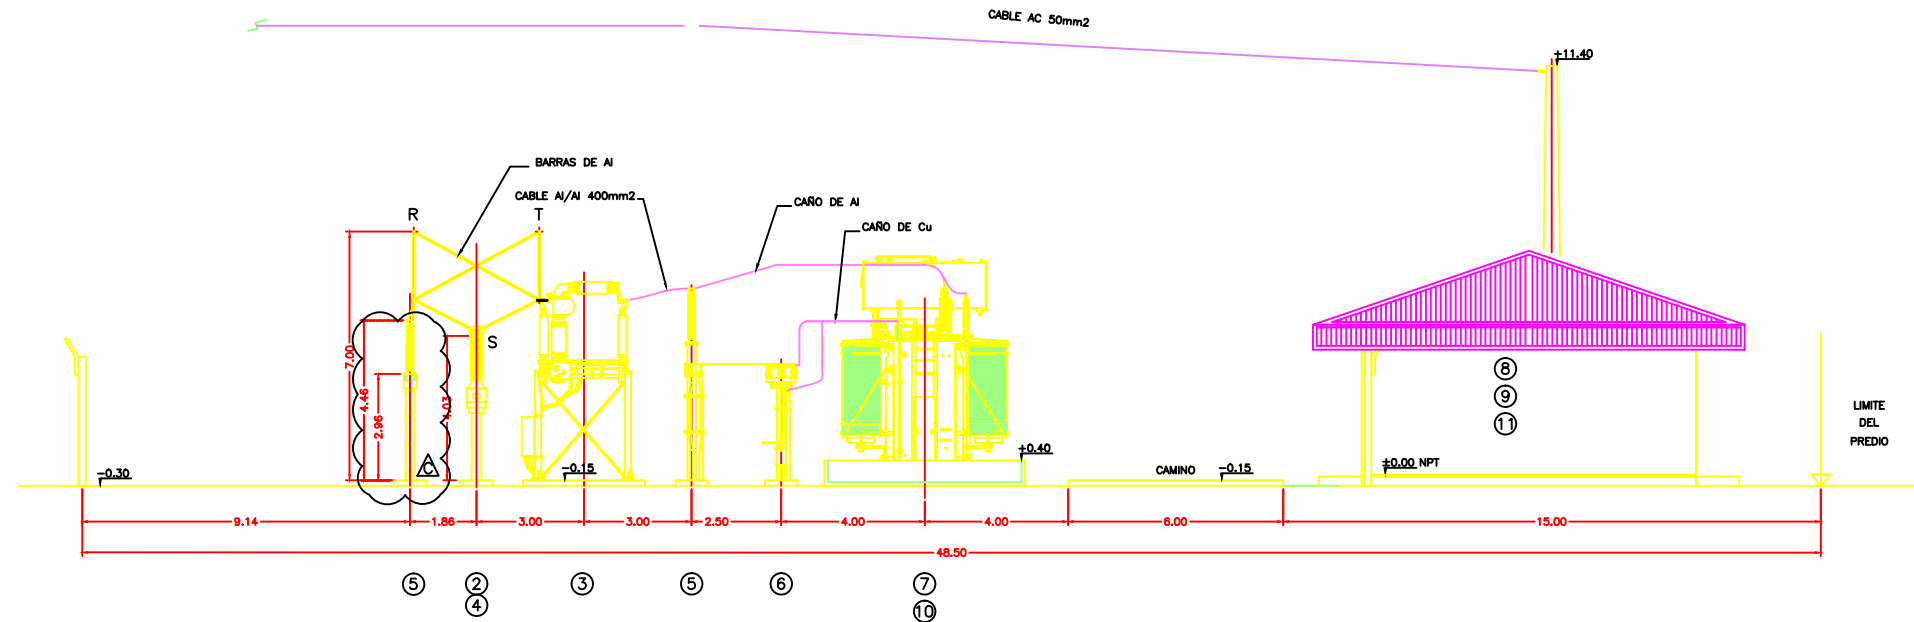 CABLE AC 50mm2
+11.40
BARRAS DE Al
CABLE Al/Al 400mm2
CAÑO DE Al
CAÑO DE Cu
R
T
S
7.00
4.46
2.96
4.03
C
8
9
11
LIMITE
DEL
PREDIO
-0.30
-0.15
+0.40
CAMINO
-0.15
±0.00 NPT
9.14
1.86
3.00
3.00
2.50
4.00
4.00
6.00
15.00
48.50
5
2
4
3
5
6
7
10